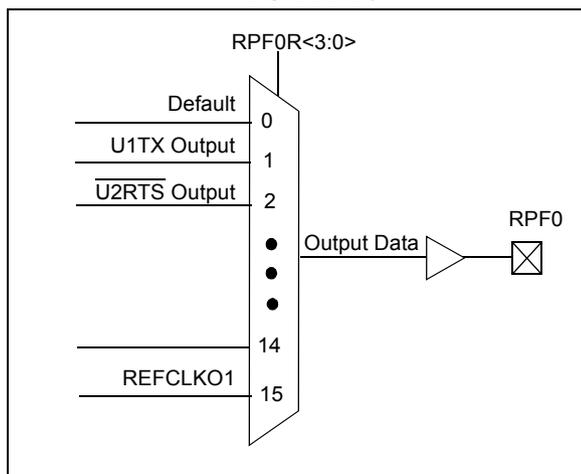 RPF0R<3:0>
Default
0
U1TX Output
1
U2RTS Output
2
Output Data
RPF0
14
REFCLKO1
15